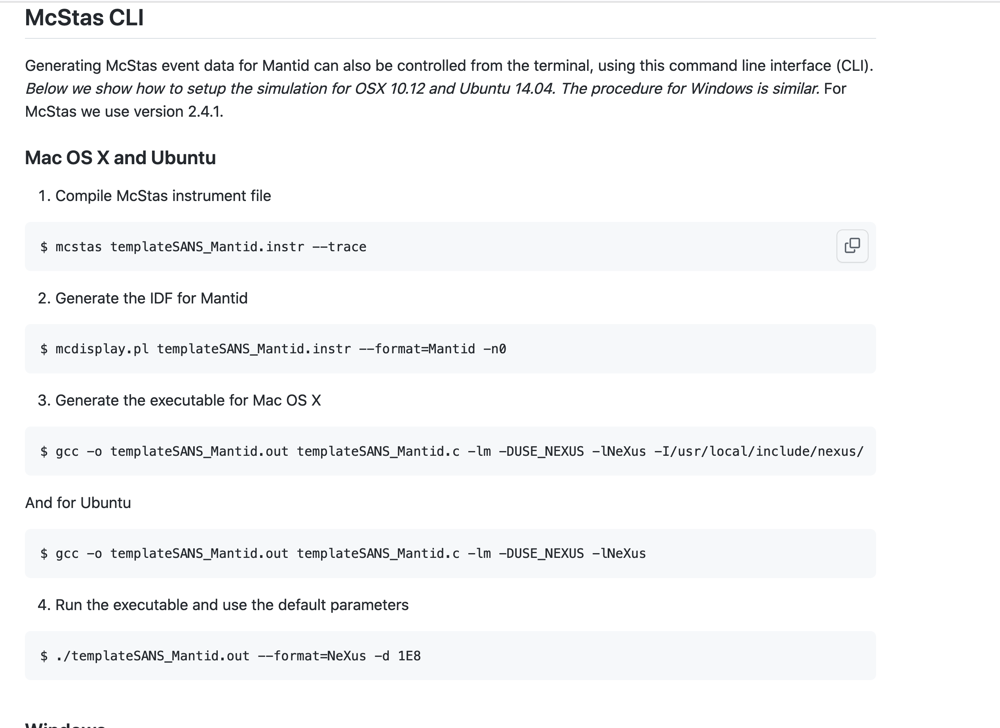 McStas CLI
Generating McStas event data for Mantid can also be controlled from the terminal, using this command line interface (CLI).
Below we show how to setup the simulation for OSX 10.12 and Ubuntu 14.04. The procedure for Windows is similar. For
McStas we use version 2.4.1.
Mac OS X and Ubuntu
1. Compile McStas instrument file
$ mcstas templateSANS_Mantid.instr --trace
2. Generate the IDF for Mantid
$ mcdisplay.pl templateSANS_Mantid.instr --format=Mantid -n0
3. Generate the executable for Mac OS X
$ gcc -o templateSANS_Mantid.out templateSANS_Mantid.c -lm -DUSE_NEXUS -lNeXus -I/usr/local/include/nexus/
And for Ubuntu
$ gcc -o templateSANS_Mantid.out templateSANS_Mantid.c -lm -DUSE_NEXUS -lNeXus
4. Run the executable and use the default parameters
$ ./templateSANS_Mantid.out --format=NeXus -d 1E8
Windows